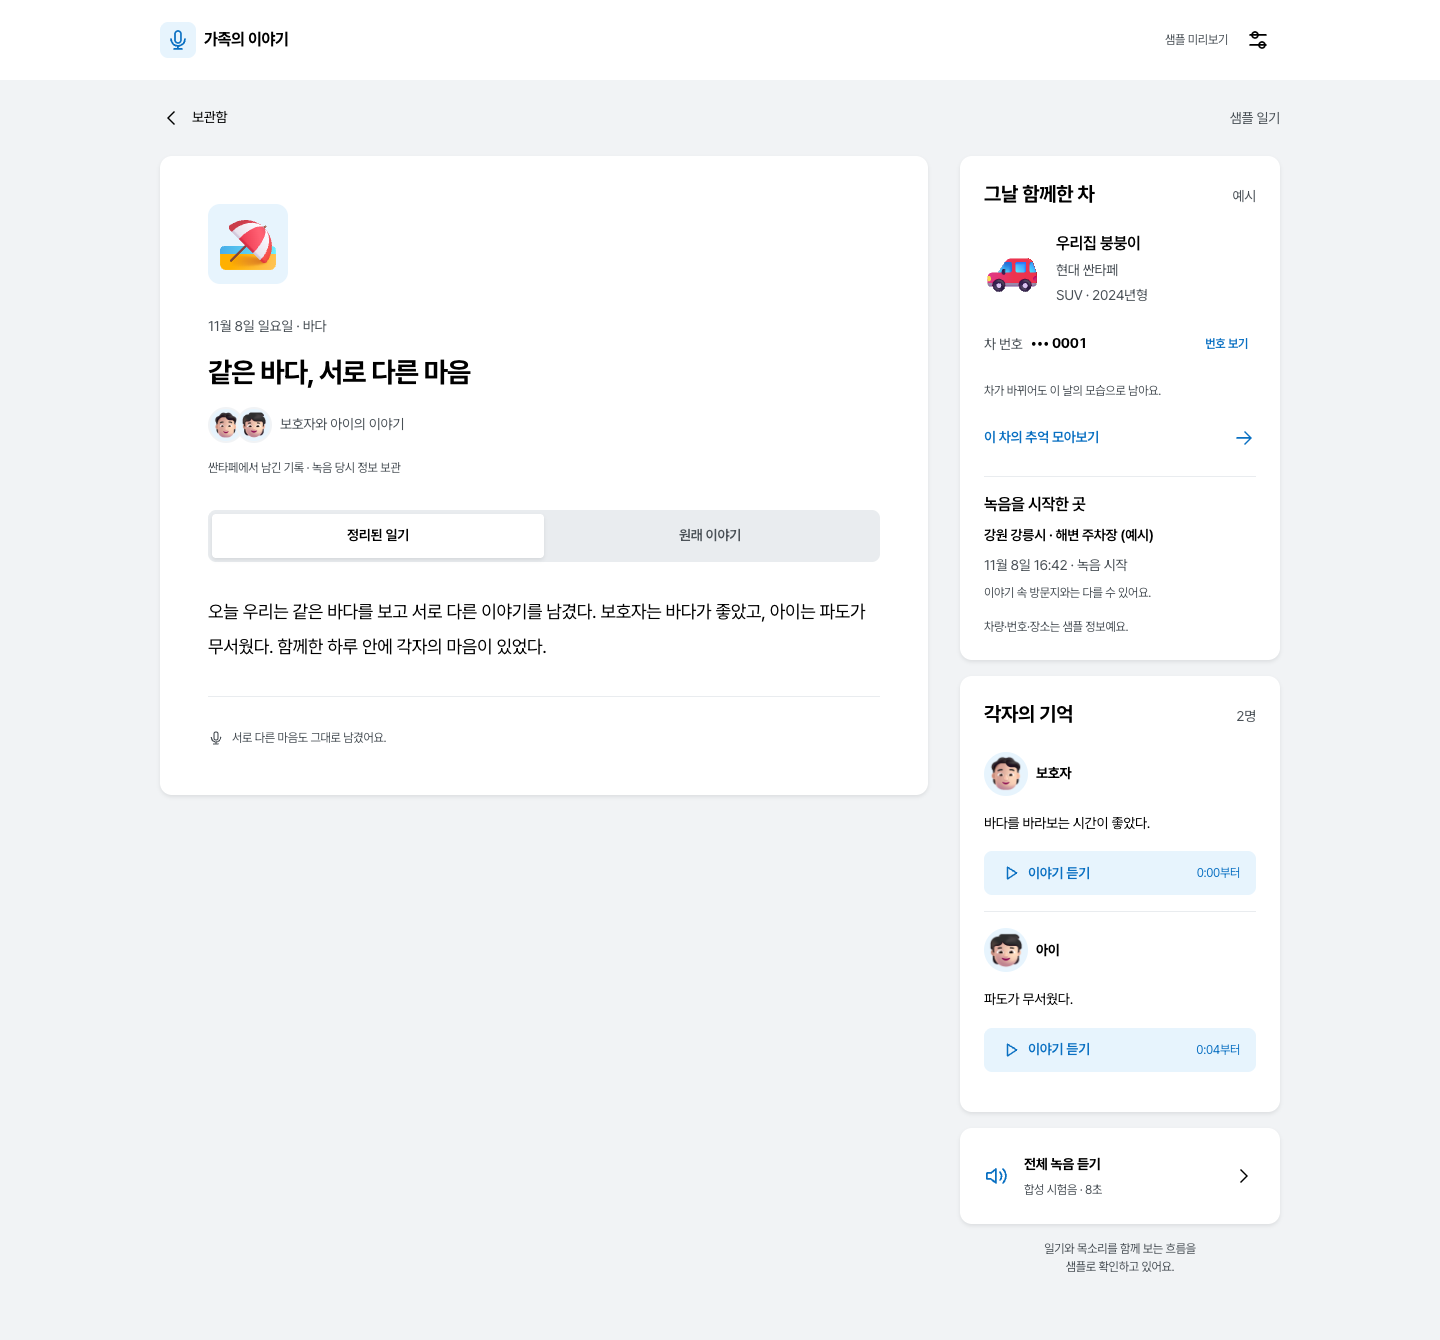 가족의 이야기
샘플 미리보기
보관함
샘플 일기
11월 8일 일요일 · 바다
같은 바다, 서로 다른 마음
보호자와 아이의 이야기
싼타페에서 남긴 기록 · 녹음 당시 정보 보관
정리된 일기
원래 이야기
오늘 우리는 같은 바다를 보고 서로 다른 이야기를 남겼다. 보호자는 바다가 좋았고, 아이는 파도가
무서웠다. 함께한 하루 안에 각자의 마음이 있었다.
서로 다른 마음도 그대로 남겼어요.
그날 함께한 차
예시
우리집 붕붕이
현대 싼타페
SUV · 2024년형
차 번호 ••• 0001
번호 보기
차가 바뀌어도 이 날의 모습으로 남아요.
이 차의 추억 모아보기
녹음을 시작한 곳
강원 강릉시 · 해변 주차장 (예시)
11월 8일 16:42 · 녹음 시작
이야기 속 방문지와는 다를 수 있어요.
차량·번호·장소는 샘플 정보예요.
각자의 기억
2명
보호자
바다를 바라보는 시간이 좋았다.
이야기 듣기
0:00부터
아이
파도가 무서웠다.
이야기 듣기
0:04부터
전체 녹음 듣기
합성 시험음 · 8초
일기와 목소리를 함께 보는 흐름을
샘플로 확인하고 있어요.